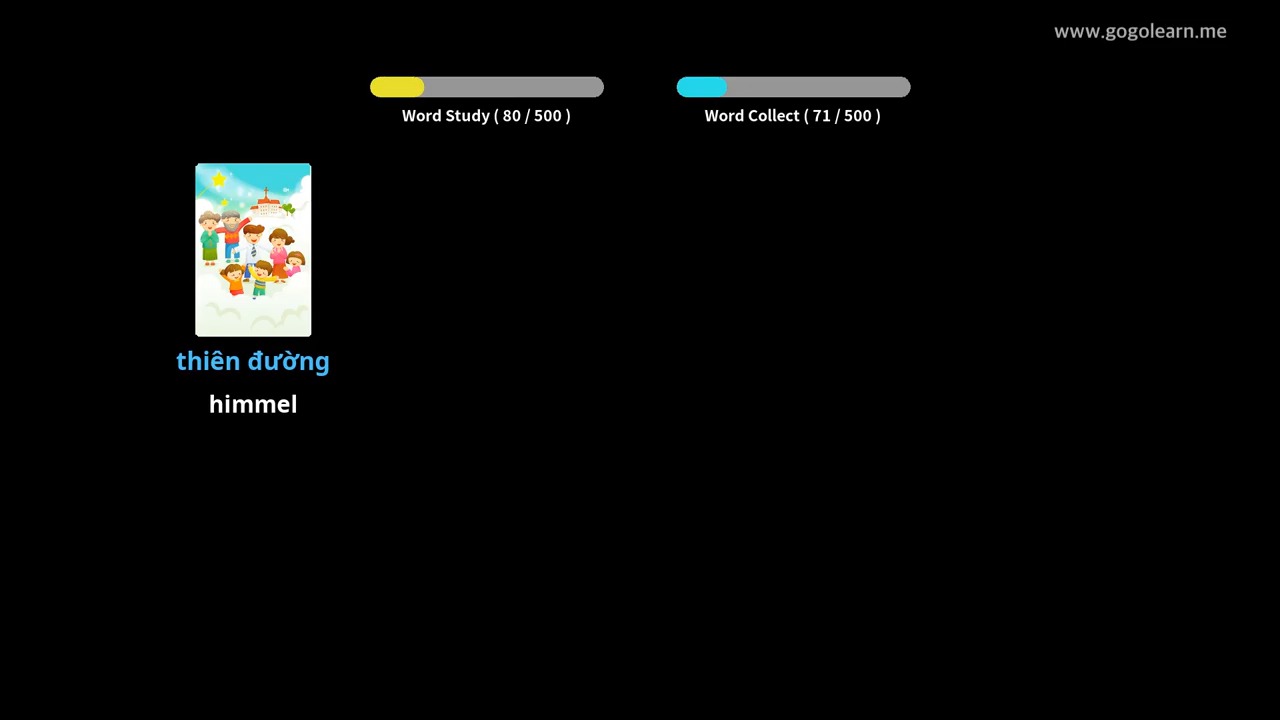 www.gogolearn.me
Word Study ( 80 / 500 )
Word Collect ( 71 / 500 )
thiên đường
himmel